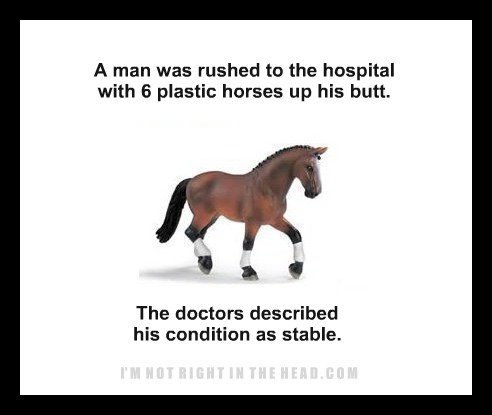 A man was rushed to the hospital
with 6 plastic horses up his butt.
The doctors described
his condition as stable.
I'M NOT RIGHT IN THE HEAD.COM